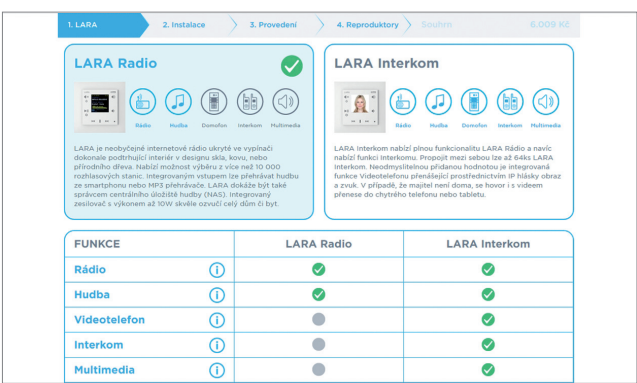 1. LARA
2. Instalace
3. Provedení
4. Reproduktory
Souhrn
6.009 Kč
LARA Radio
Rádio
Hudba
Domofon
Interkom
Multimedia
LARA je neobyčejné internetové rádio ukryté ve vypínači
dokonale podtrhující interiér v designu skla, kovu, nebo
přírodního dřeva. Nabízí možnost výběru z více než 10 000
rozhlasových stanic. Integrovaným vstupem lze přehrávat hudbu
ze smartphonu nebo MP3 přehrávače. LARA dokáže být také
správcem centrálního úložiště hudby (NAS). Integrovaný
zesilovač s výkonem až 10W skvěle ozvučí celý dům či byt.
LARA Interkom
Rádio
Hudba
Domofon
Interkom
Multimedia
LARA Interkom nabízí plnou funkcionalitu LARA Rádio a navíc
nabízí funkci Interkomu. Propojit mezi sebou lze až 64ks LARA
Interkom. Neodmyslitelnou přidanou hodnotou je integrovaná
funkce Videotelefonu přenášející prostřednictvím IP hlásky obraz
a zvuk. V případě, že majitel není doma, se hovor i s videem
přenese do chytrého telefonu nebo tabletu.
FUNKCE
LARA Radio
LARA Interkom
Rádio
Hudba
Videotelefon
Interkom
Multimedia